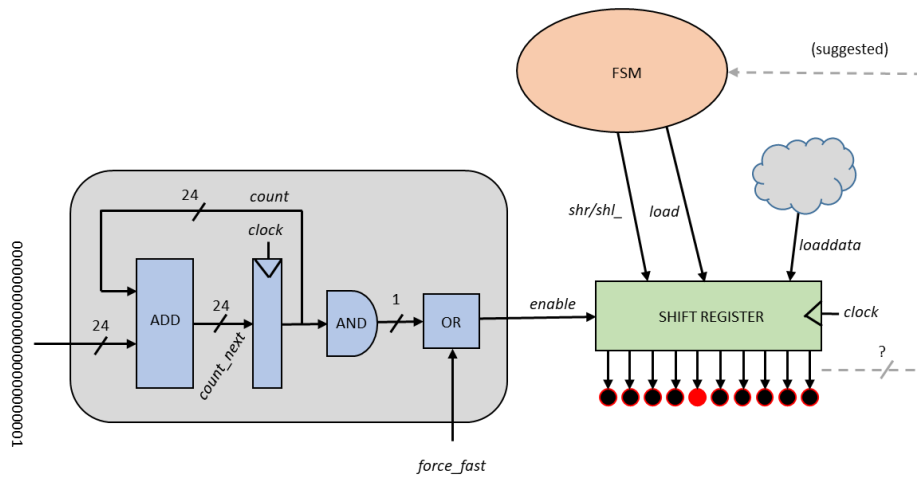 (suggested)
FSM
24
count
clock
shr/shl_
load
loaddata
000000000000000000000001
24
ADD
24
count_next
AND
1
OR
enable
SHIFT REGISTER
clock
?
force_fast